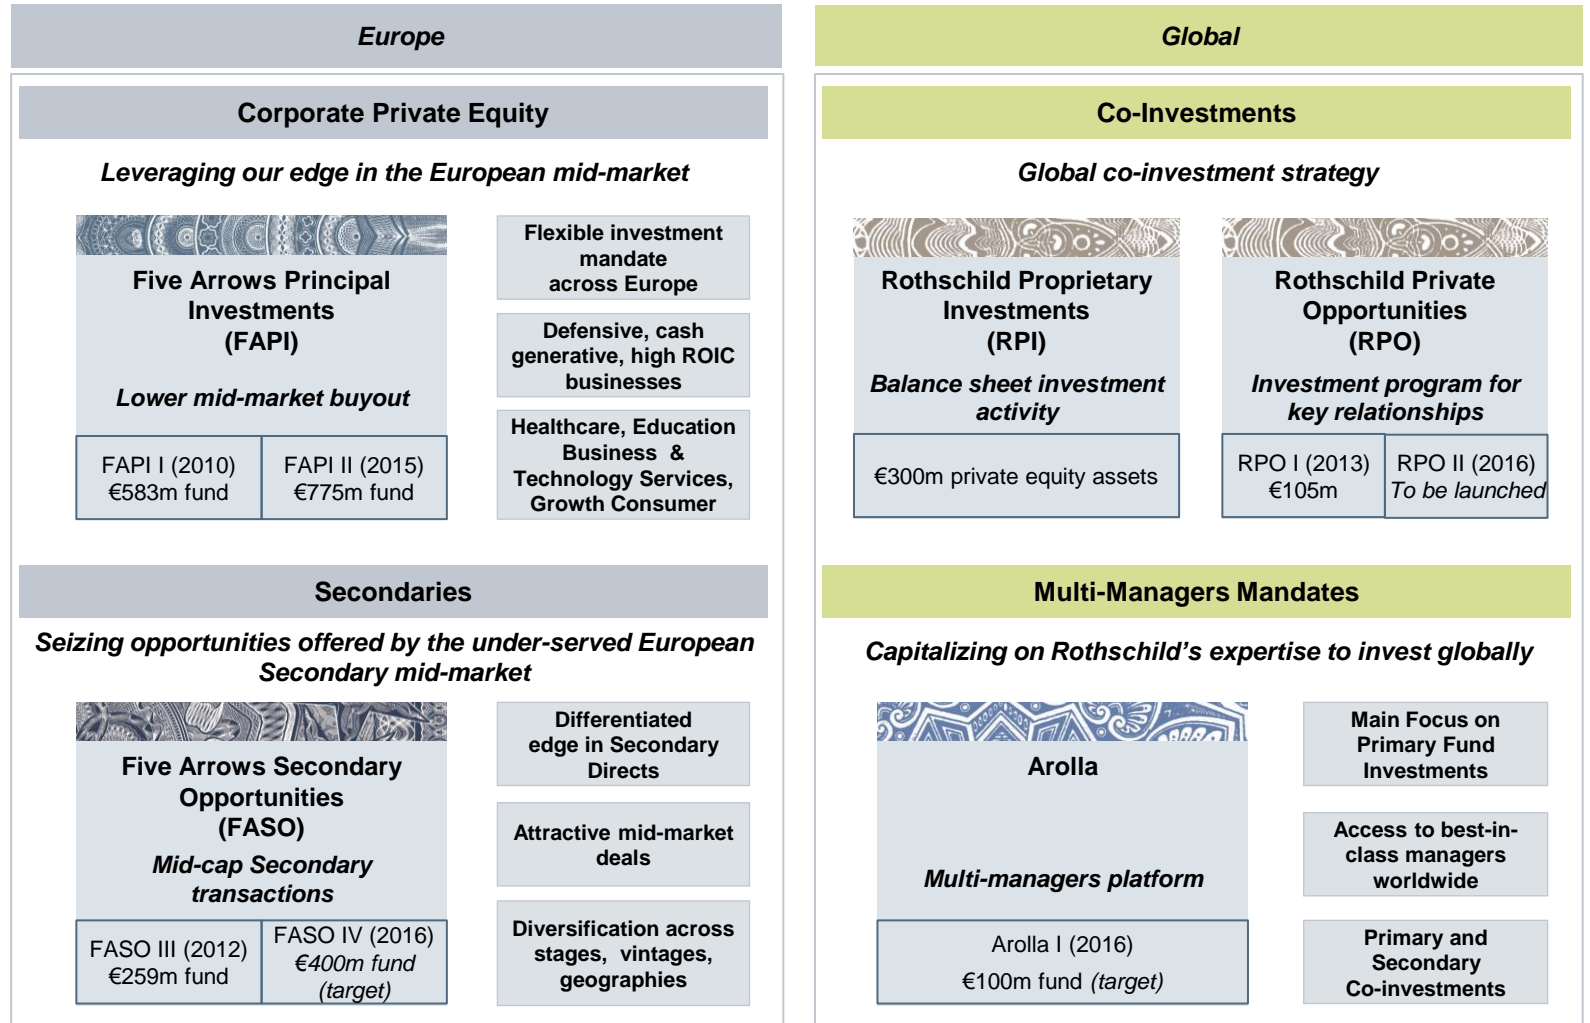 Europe
Corporate Private Equity
Leveraging our edge in the European mid-market
Five Arrows Principal
Investments
(FAPI)
Lower mid-market buyout
FAPI I (2010)
€583m fund
FAPI II (2015)
€775m fund
Flexible investment
mandate
across Europe
Defensive, cash
generative, high ROIC
businesses
Healthcare, Education
Business &
Technology Services,
Growth Consumer
Secondaries
Seizing opportunities offered by the under-served European
Secondary mid-market
Five Arrows Secondary
Opportunities
(FASO)
Mid-cap Secondary
transactions
FASO III (2012)
€259m fund
FASO IV (2016)
€400m fund
(target)
Differentiated
edge in Secondary
Directs
Attractive mid-market
deals
Diversification across
stages, vintages,
geographies
Global
Co-Investments
Global co-investment strategy
Rothschild Proprietary
Investments
(RPI)
Balance sheet investment
activity
€300m private equity assets
Rothschild Private
Opportunities
(RPO)
Investment program for
key relationships
RPO I (2013)
€105m
RPO II (2016)
To be launched
Multi-Managers Mandates
Capitalizing on Rothschild’s expertise to invest globally
Arolla
Multi-managers platform
Arolla I (2016)
€100m fund (target)
Main Focus on
Primary Fund
Investments
Access to best-in-
class managers
worldwide
Primary and
Secondary
Co-investments